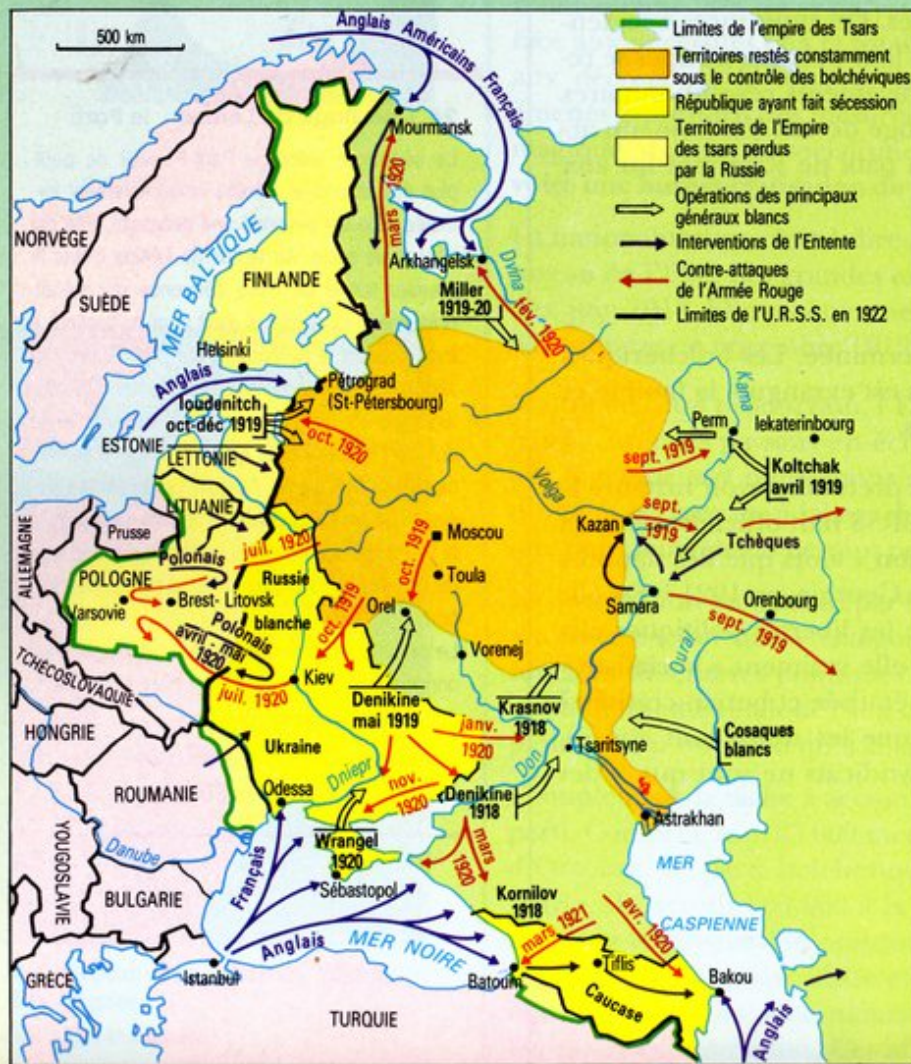 500 km
Anglais Américains Français
Limites de l'empire des Tsars
Territoires restés constamment
sous le contrôle des bolchéviques
République ayant fait sécession
Territoires de l'Empire
des tsars perdus
par la Russie
Opérations des principaux
généraux blancs
Interventions de l'Entente
Contre-attaques
de l'Armée Rouge
Limites de l'U.R.S.S. en 1922
Mourmansk
mars 1920
NORVÈGE
SUÈDE
MER BALTIQUE
FINLANDE
Arkhangelsk
Dvina
Miller
1919-20
fév. 1920
Helsinki
Anglais
Pétrograd
(St-Pétersbourg)
Ioudenitch
oct-déc 1919
oct. 1920
ESTONIE
LETTONIE
LITUANIE
Kama
Perm
Iekaterinbourg
sept. 1919
Koltchak
avril 1919
Volga
Kazan
sept.
1919
Tchèques
Moscou
oct. 1919
Toula
Samara
Orenbourg
sept. 1919
Oural
ALLEMAGNE
Prusse
Polonais
juil. 1920
POLOGNE
Varsovie
Brest-Litovsk
Russie
blanche
Polonais
avril-
mai
1920
oct. 1919
Orel
Vorenej
juil. 1920
Kiev
TCHECOSLOVAQUIE
HONGRIE
Denikine
mai 1919
janv.
1920
Krasnov
1918
Cosaques
blancs
Ukraine
Dniepr
Don
Tsaritsyne
ROUMANIE
Odessa
nov.
1920
Denikine
1918
Astrakhan
YOUGOSLAVIE
Danube
Français
Wrangel
1920
Sébastopol
mars
1920
MER
CASPIENNE
BULGARIE
Kornilov
1918
Anglais
MER NOIRE
mars 1921
avr. 1920
GRÈCE
Istanbul
Batoum
Tiflis
Caucase
Bakou
Anglais
TURQUIE